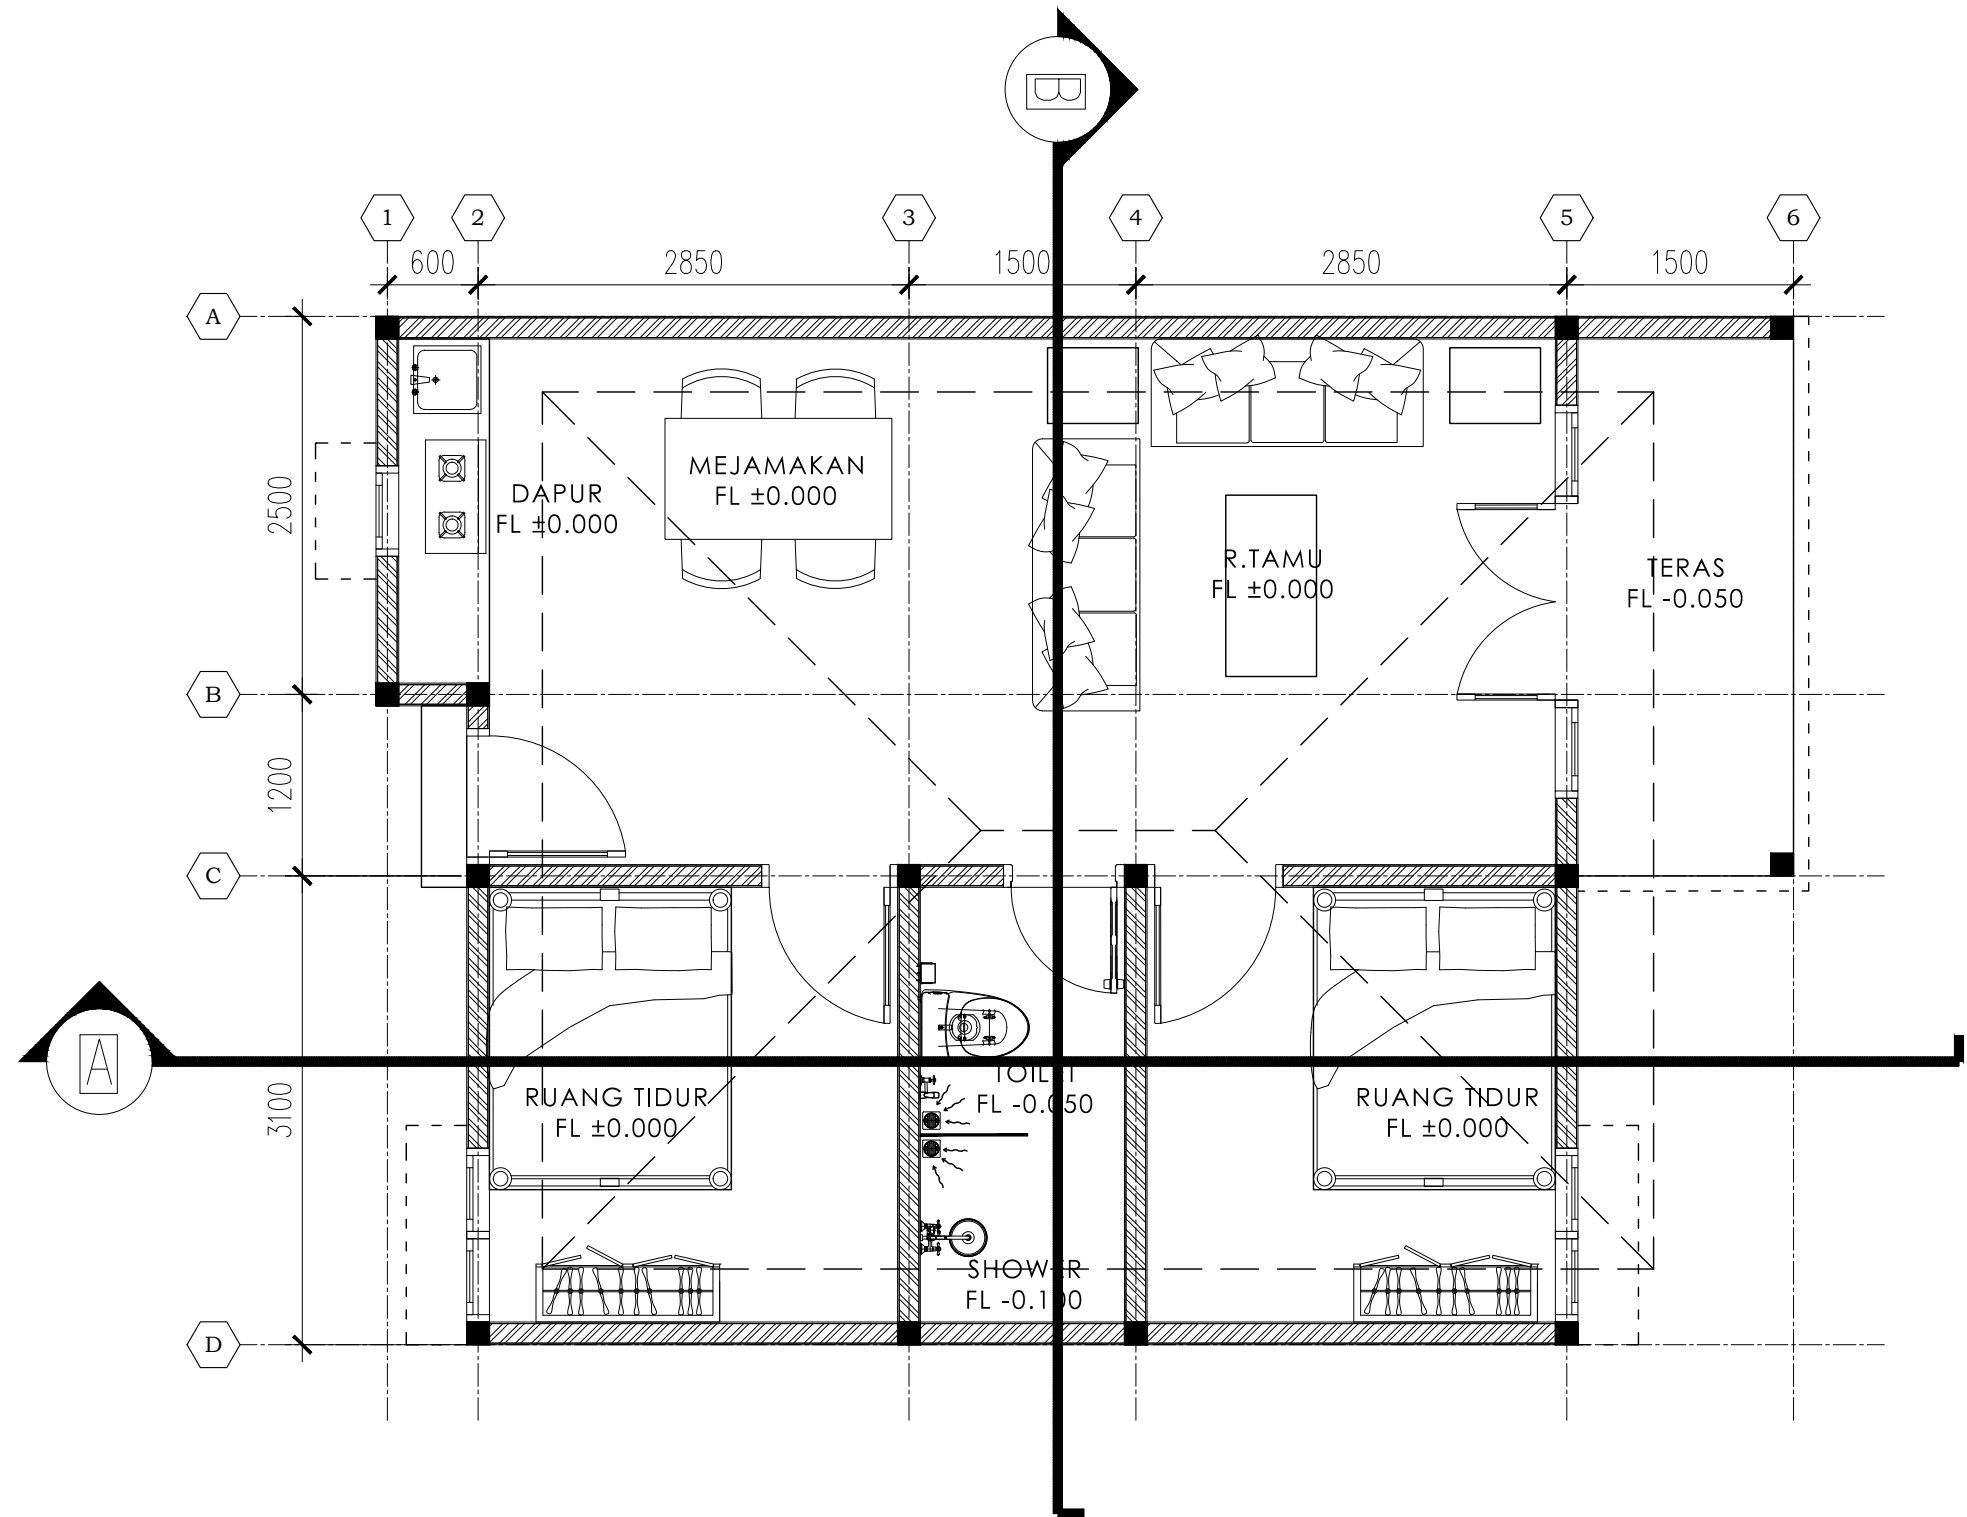 B
1
2
3
4
5
6
600
2850
1500
2850
1500
A
2500
MEJAMAKAN
FL ±0.000
DAPUR
FL ±0.000
R.TAMU
FL ±0.000
TERAS
FL -0.050
B
1200
C
A
3100
RUANG TIDUR
FL ±0.000
TOILET
FL -0.050
RUANG TIDUR
FL ±0.000
SHOWER
FL -0.100
D